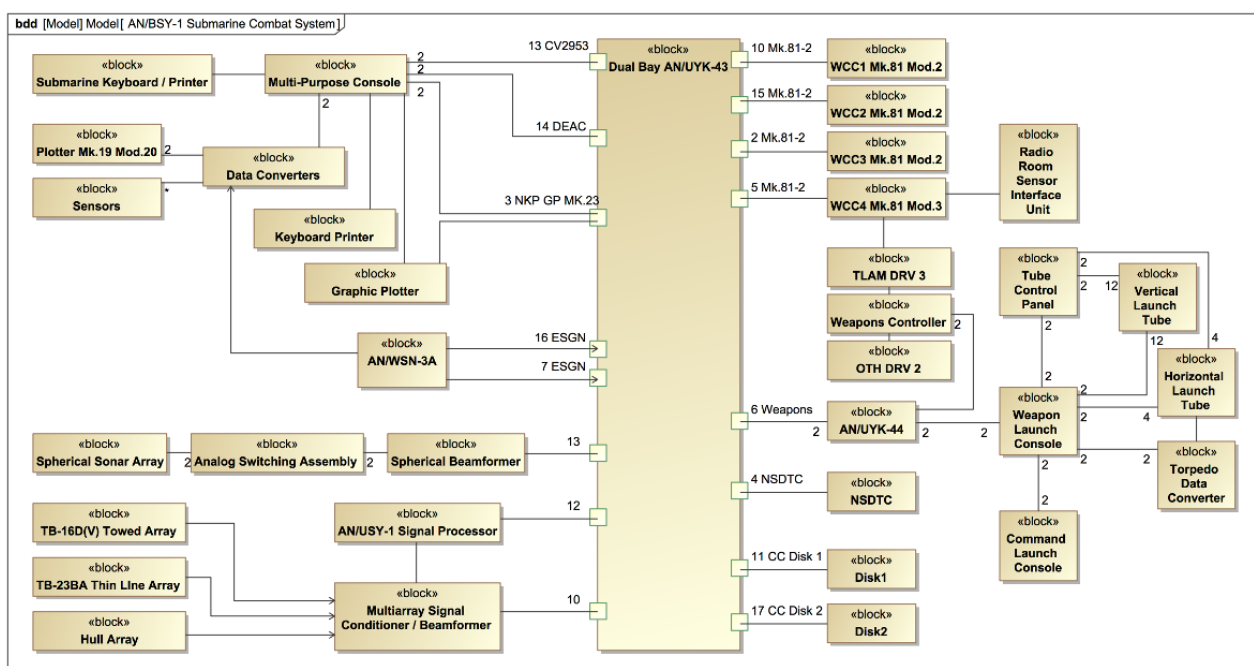 bdd [Model] Model[ AN/BSY-1 Submarine Combat System ]
«block»
Submarine Keyboard / Printer
«block»
Multi-Purpose Console
2
2
2
2
13 CV2953
14 DEAC
3 NKP GP MK.23
«block»
Plotter Mk.19 Mod.20
2
«block»
Sensors
*
«block»
Data Converters
«block»
Keyboard Printer
«block»
Graphic Plotter
«block»
AN/WSN-3A
16 ESGN
7 ESGN
«block»
Spherical Sonar Array
2
«block»
Analog Switching Assembly
2
«block»
Spherical Beamformer
13
«block»
TB-16D(V) Towed Array
«block»
TB-23BA Thin LIne Array
«block»
Hull Array
«block»
AN/USY-1 Signal Processor
12
«block»
Multiarray Signal
Conditioner / Beamformer
10
«block»
Dual Bay AN/UYK-43
10 Mk.81-2
«block»
WCC1 Mk.81 Mod.2
15 Mk.81-2
«block»
WCC2 Mk.81 Mod.2
2 Mk.81-2
«block»
WCC3 Mk.81 Mod.2
5 Mk.81-2
«block»
WCC4 Mk.81 Mod.3
«block»
Radio
Room
Sensor
Interface
Unit
«block»
TLAM DRV 3
«block»
Weapons Controller
2
«block»
OTH DRV 2
6 Weapons
2
«block»
AN/UYK-44
2
2
«block»
Tube
Control
Panel
2
2
2
12
12
«block»
Vertical
Launch
Tube
12
4
«block»
Horizontal
Launch
Tube
2
«block»
Weapon
Launch
Console
2
2
4
2
2
2
«block»
Torpedo
Data
Converter
2
«block»
Command
Launch
Console
4 NSDTC
«block»
NSDTC
11 CC Disk 1
«block»
Disk1
17 CC Disk 2
«block»
Disk2